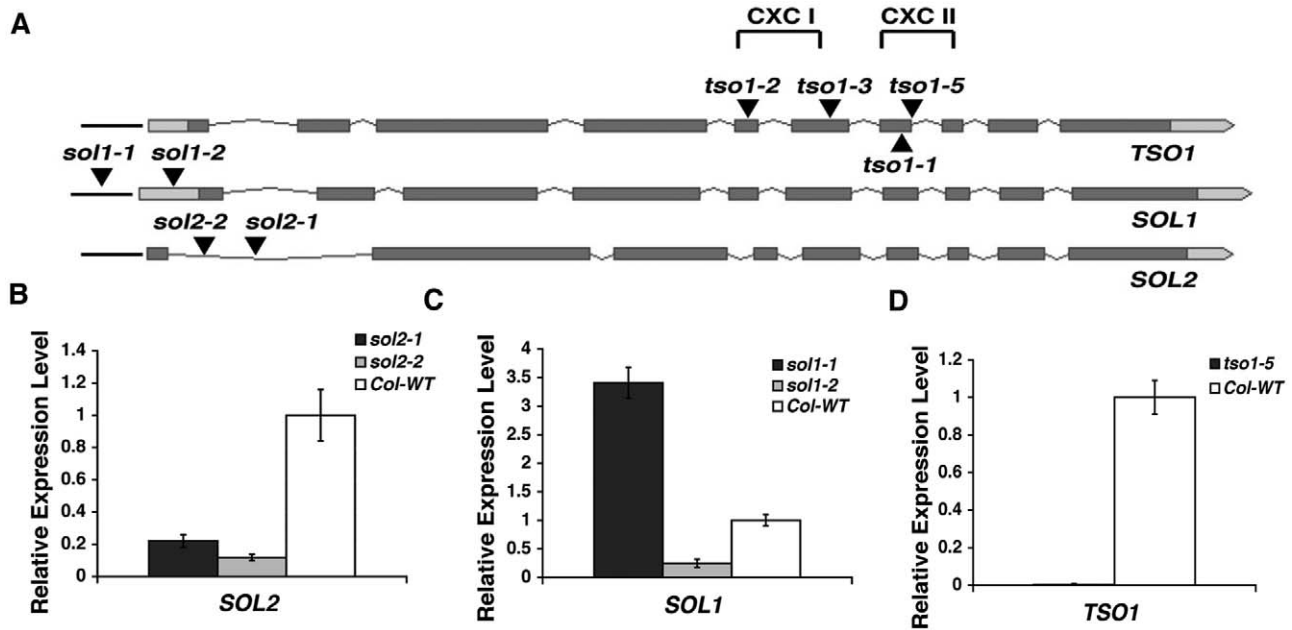 A
CXC I
CXC II
tso1-2
tso1-3
tso1-5
tso1-1
TSO1
sol1-1
sol1-2
SOL1
sol2-2
sol2-1
SOL2
B
Relative Expression Level
1.4
1.2
1
0.8
0.6
0.4
0.2
0
sol2-1
sol2-2
Col-WT
SOL2
C
Relative Expression Level
4
3.5
3
2.5
2
1.5
1
0.5
0
sol1-1
sol1-2
Col-WT
SOL1
D
Relative Expression Level
1.2
1
0.8
0.6
0.4
0.2
0
tso1-5
Col-WT
TSO1